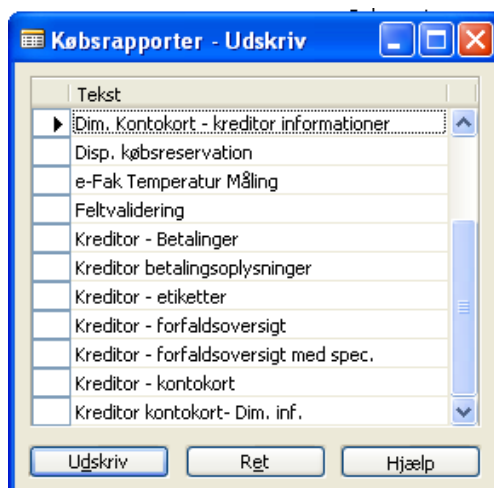 Købsrapporter - Udskriv
Tekst
Dim. Kontokort - kreditor informationer
Disp. købsreservation
e-Fak Temperatur Måling
Feltvalidering
Kreditor - Betalinger
Kreditor betalingsoplysninger
Kreditor - etiketter
Kreditor - forfaldsoversigt
Kreditor - forfaldsoversigt med spec.
Kreditor - kontokort
Kreditor kontokort- Dim. inf.
Udskriv Ret Hjælp